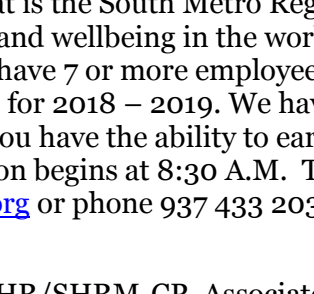 at is the South Metro Reg
and wellbeing in the wor
have 7 or more employee
for 2018 – 2019. We hav
ou have the ability to ear
on begins at 8:30 A.M. T
org or phone 937 433 203
HR/SHRM-CP, Associate